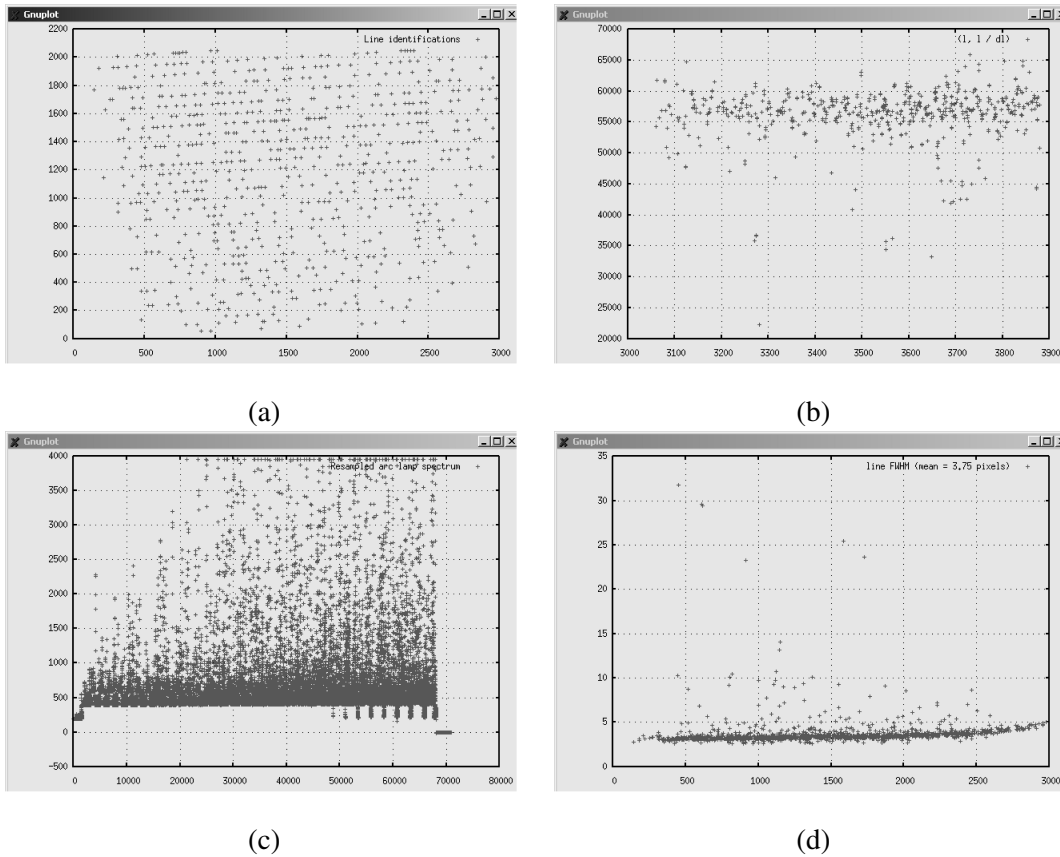 Gnuplot
Line identifications
2200
2000
1800
1600
1400
1200
1000
800
600
400
200
0
0 500 1000 1500 2000 2500 3000
(a)
Gnuplot
(l, l / dl)
70000
65000
60000
55000
50000
45000
40000
35000
30000
25000
20000
3000 3100 3200 3300 3400 3500 3600 3700 3800 3900
(b)
Gnuplot
Resampled arc lamp spectrum
4000
3500
3000
2500
2000
1500
1000
500
0
-500
0 10000 20000 30000 40000 50000 60000 70000 80000
(c)
Gnuplot
line FWHM (mean = 3.75 pixels)
35
30
25
20
15
10
5
0
0 500 1000 1500 2000 2500 3000
(d)